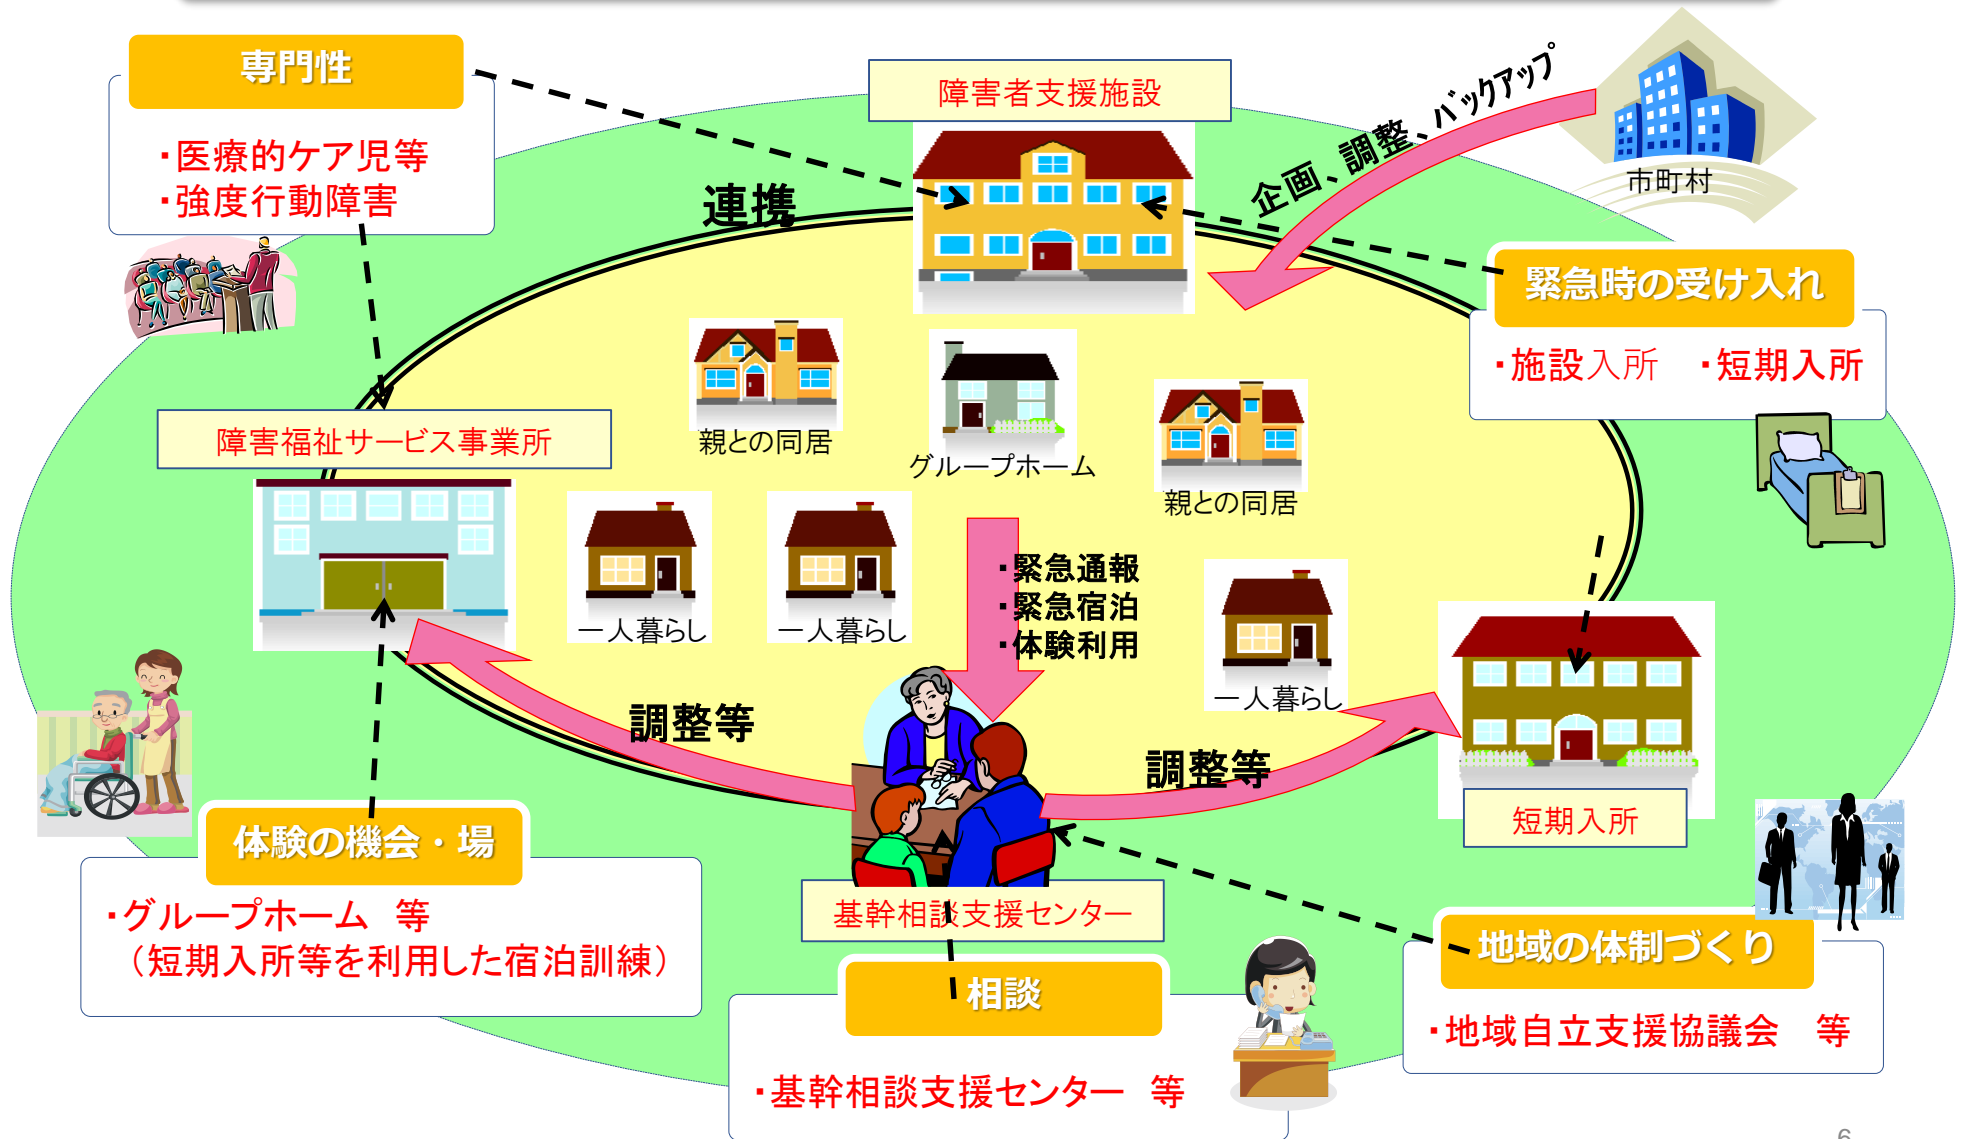 専門性
・医療的ケア児等
・強度行動障害
障害者支援施設
企画、調整、バックアップ
市町村
連携
緊急時の受け入れ
・施設入所　・短期入所
障害福祉サービス事業所
親との同居
グループホーム
親との同居
一人暮らし
一人暮らし
・緊急通報
・緊急宿泊
・体験利用
一人暮らし
調整等
調整等
短期入所
体験の機会・場
・グループホーム　等
（短期入所等を利用した宿泊訓練）
基幹相談支援センター
相談
・基幹相談支援センター　等
地域の体制づくり
・地域自立支援協議会　等
6